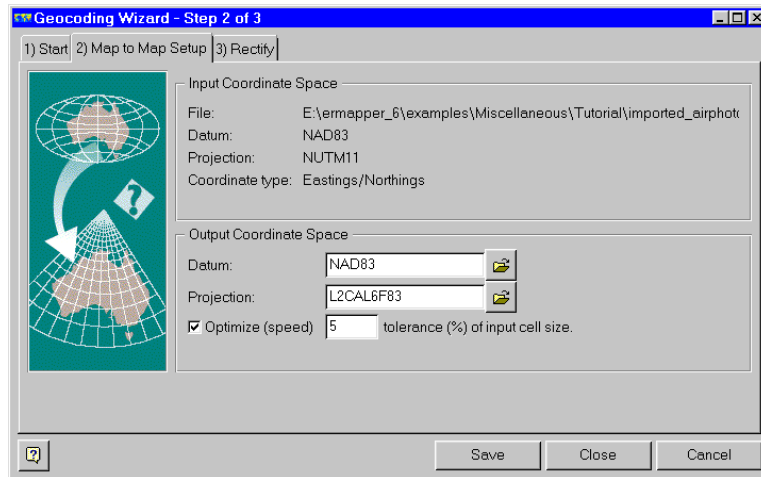 Geocoding Wizard - Step 2 of 3
1) Start 2) Map to Map Setup 3) Rectify
Input Coordinate Space
File: E:\ermapper_6\examples\Miscellaneous\Tutorial\imported_airphoto
Datum: NAD83
Projection: NUTM11
Coordinate type: Eastings/Northings
Output Coordinate Space
Datum: NAD83
Projection: L2CAL6F83
Optimize (speed) 5 tolerance (%) of input cell size.
?
Save Close Cancel